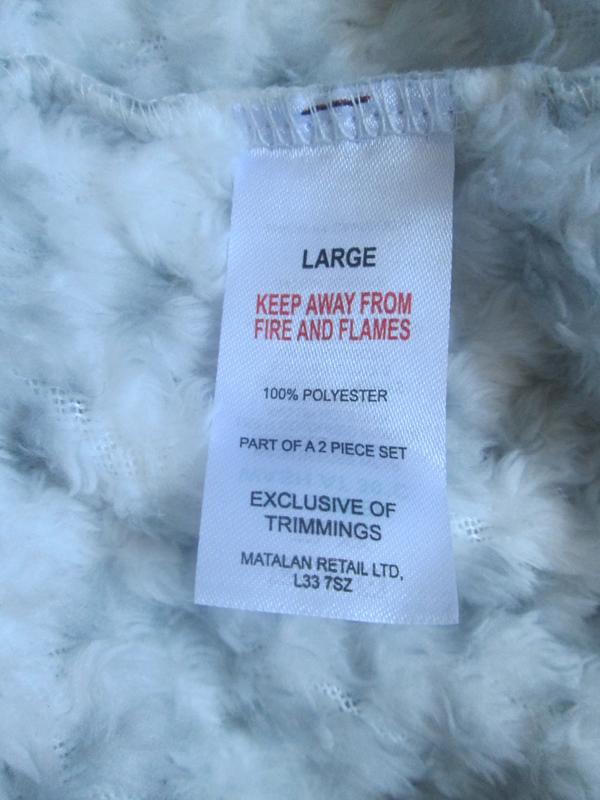 LARGE
KEEP AWAY FROM
FIRE AND FLAMES
100% POLYESTER
PART OF A 2 PIECE SET
EXCLUSIVE OF
TRIMMINGS
MATALAN RETAIL LTD,
L33 7SZ